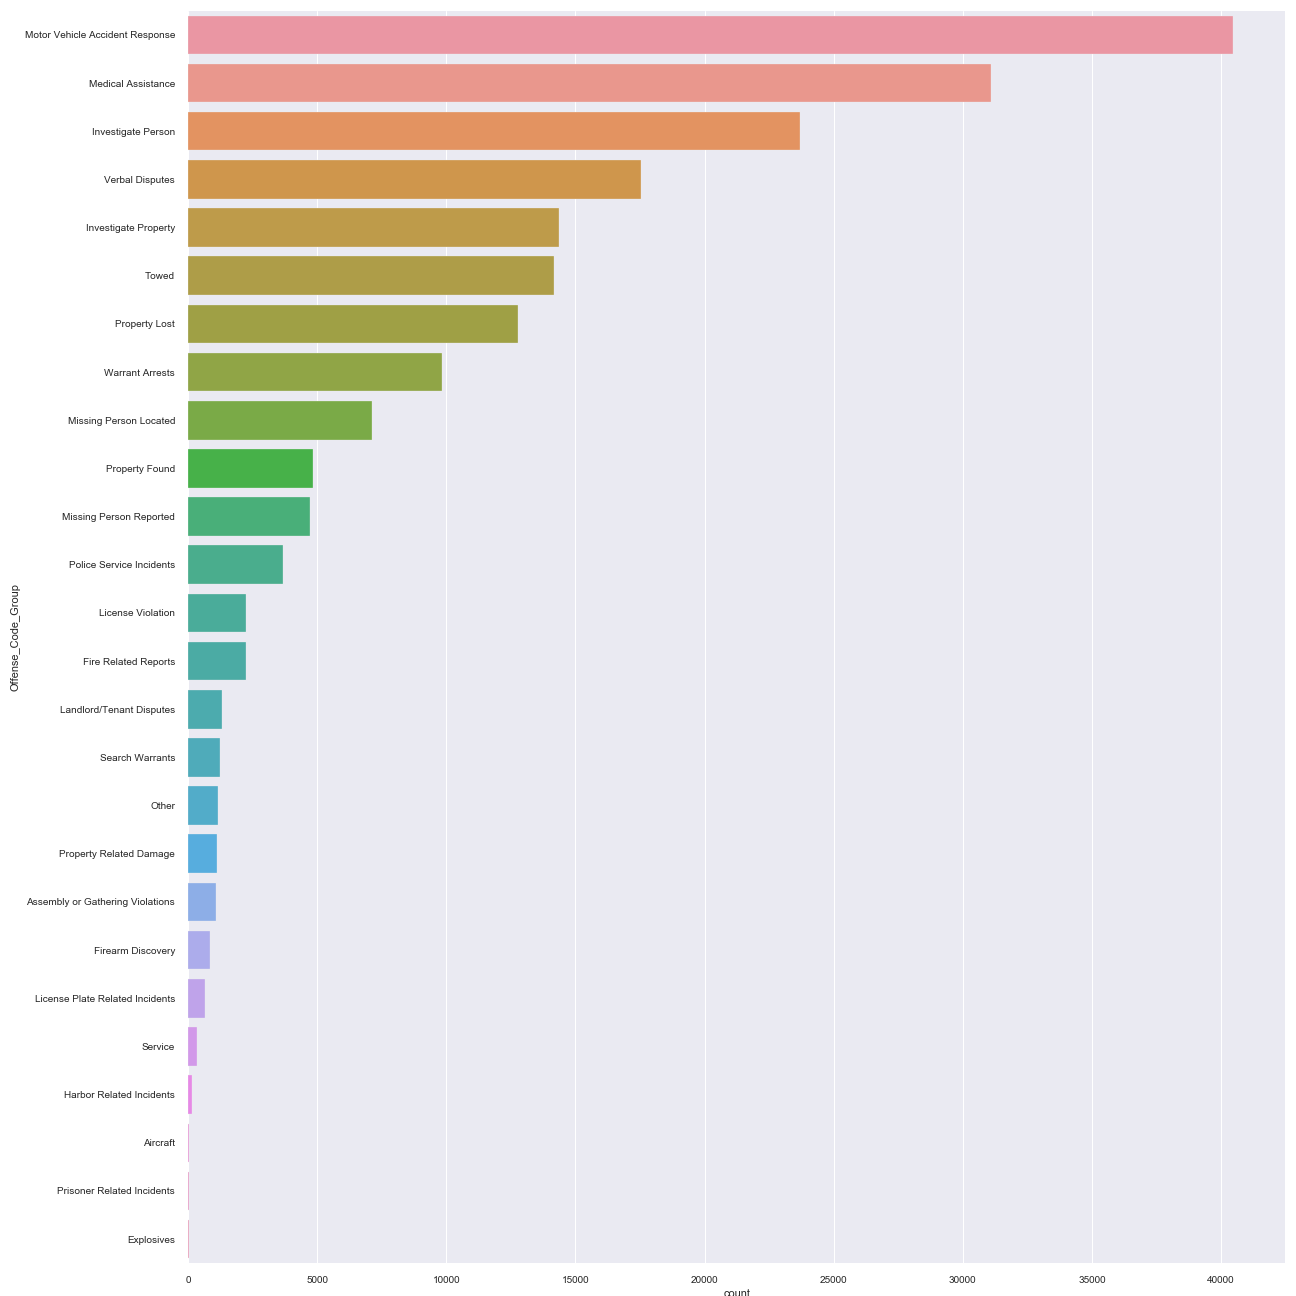 Motor Vehicle Accident Response
Medical Assistance
Investigate Person
Verbal Disputes
Investigate Property
Towed
Property Lost
Warrant Arrests
Missing Person Located
Property Found
Missing Person Reported
Police Service Incidents
License Violation
Fire Related Reports
Landlord/Tenant Disputes
Search Warrants
Other
Property Related Damage
Assembly or Gathering Violations
Firearm Discovery
License Plate Related Incidents
Service
Harbor Related Incidents
Aircraft
Prisoner Related Incidents
Explosives
Offense_Code_Group
0 5000 10000 15000 20000 25000 30000 35000 40000
count